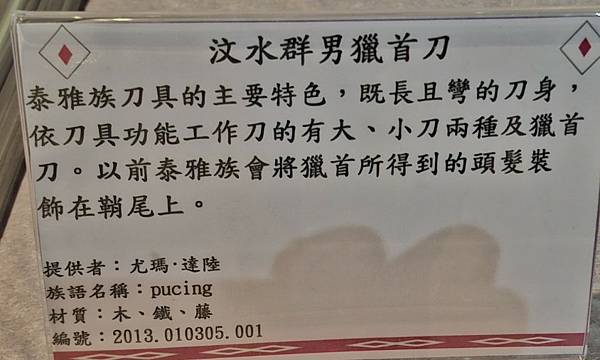 汶水群男獵首刀
泰雅族刀具的主要特色，既長且彎的刀身，
依刀具功能工作刀的有大、小刀兩種及獵首
刀。以前泰雅族會將獵首所得到的頭髮裝
飾在鞘尾上。
提供者：尤瑪·達陸
族語名稱：pucing
材質：木、鐵、藤
編號：2013.010305.001